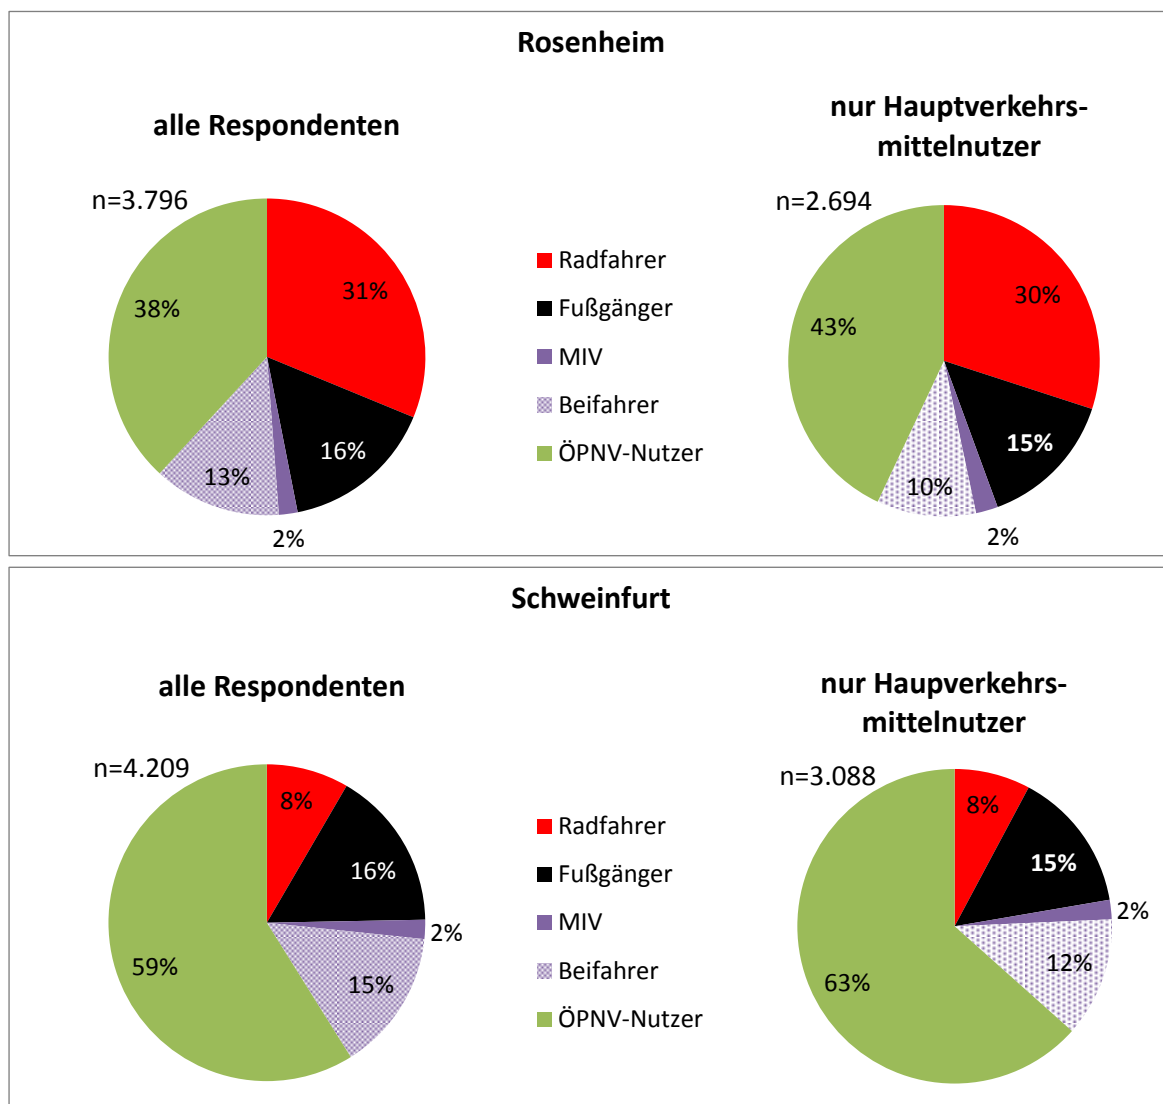 Rosenheim
alle Respondenten
nur Hauptverkehrs-
mittelnutzer
n=3.796
n=2.694
31%
16%
2%
13%
38%
Radfahrer
Fußgänger
MIV
Beifahrer
ÖPNV-Nutzer
30%
15%
2%
10%
43%
Schweinfurt
alle Respondenten
nur Haupverkehrs-
mittelnutzer
n=4.209
n=3.088
8%
16%
2%
15%
59%
Radfahrer
Fußgänger
MIV
Beifahrer
ÖPNV-Nutzer
8%
15%
2%
12%
63%